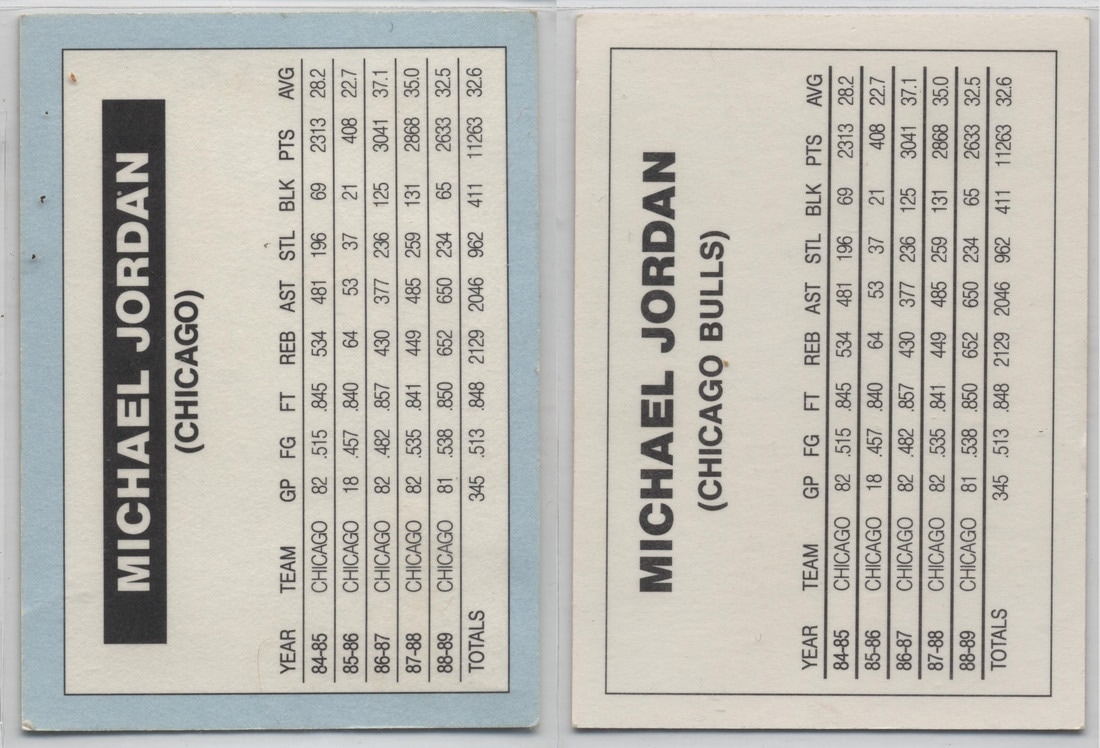 MICHAEL JORDAN
(CHICAGO)
YEAR TEAM GP FG FT REB AST STL BLK PTS AVG
84-85 CHICAGO 82 .515 .845 534 481 196 69 2313 28.2
85-86 CHICAGO 18 .457 .840 64 53 37 21 408 22.7
86-87 CHICAGO 82 .482 .857 430 377 236 125 3041 37.1
87-88 CHICAGO 82 .535 .841 449 485 259 131 2868 35.0
88-89 CHICAGO 81 .538 .850 652 650 234 65 2633 32.5
TOTALS 345 .513 .848 2129 2046 962 411 11263 32.6
MICHAEL JORDAN
(CHICAGO BULLS)
YEAR TEAM GP FG FT REB AST STL BLK PTS AVG
84-85 CHICAGO 82 .515 .845 534 481 196 69 2313 28.2
85-86 CHICAGO 18 .457 .840 64 53 37 21 408 22.7
86-87 CHICAGO 82 .482 .857 430 377 236 125 3041 37.1
87-88 CHICAGO 82 .535 .841 449 485 259 131 2868 35.0
88-89 CHICAGO 81 .538 .850 652 650 234 65 2633 32.5
TOTALS 345 .513 .848 2129 2046 962 411 11263 32.6